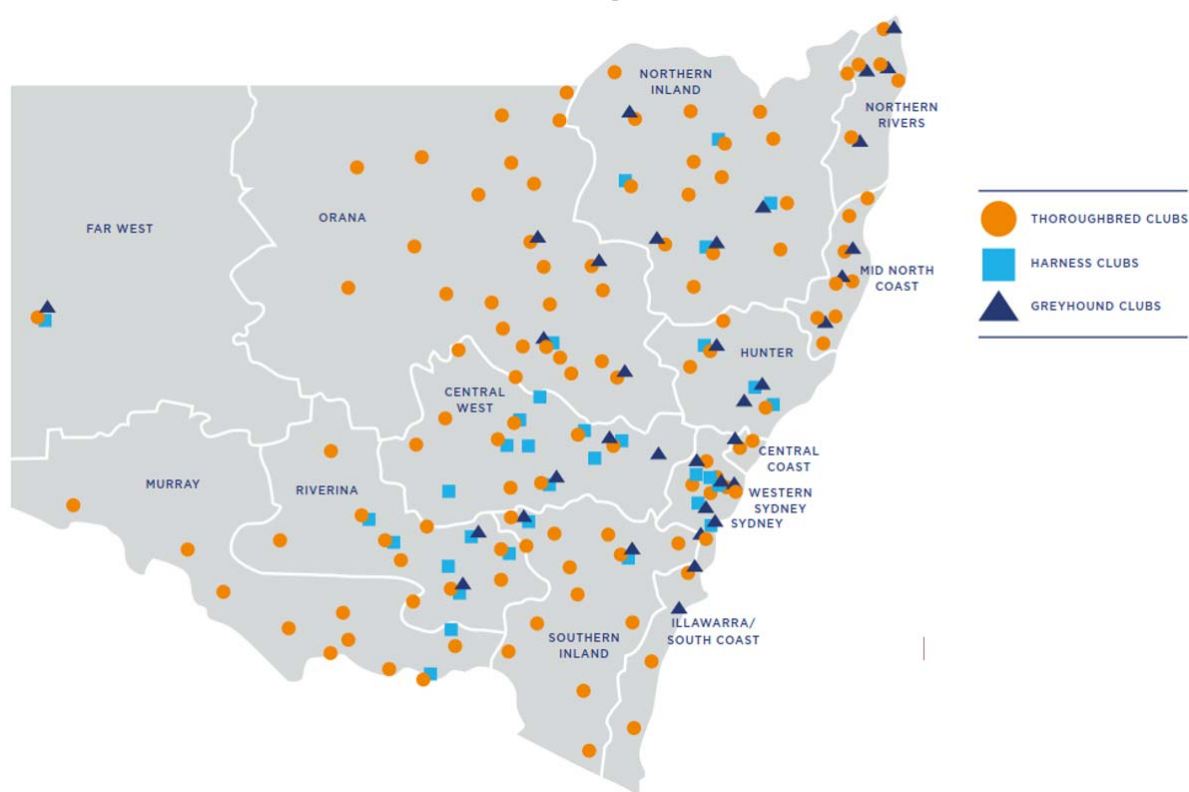 NORTHERN
INLAND
NORTHERN
RIVERS
FAR WEST
ORANA
MID NORTH
COAST
HUNTER
CENTRAL
WEST
CENTRAL
COAST
MURRAY
RIVERINA
WESTERN
SYDNEY
SYDNEY
ILLAWARRA/
SOUTH COAST
SOUTHERN
INLAND
THOROUGHBRED CLUBS
HARNESS CLUBS
GREYHOUND CLUBS